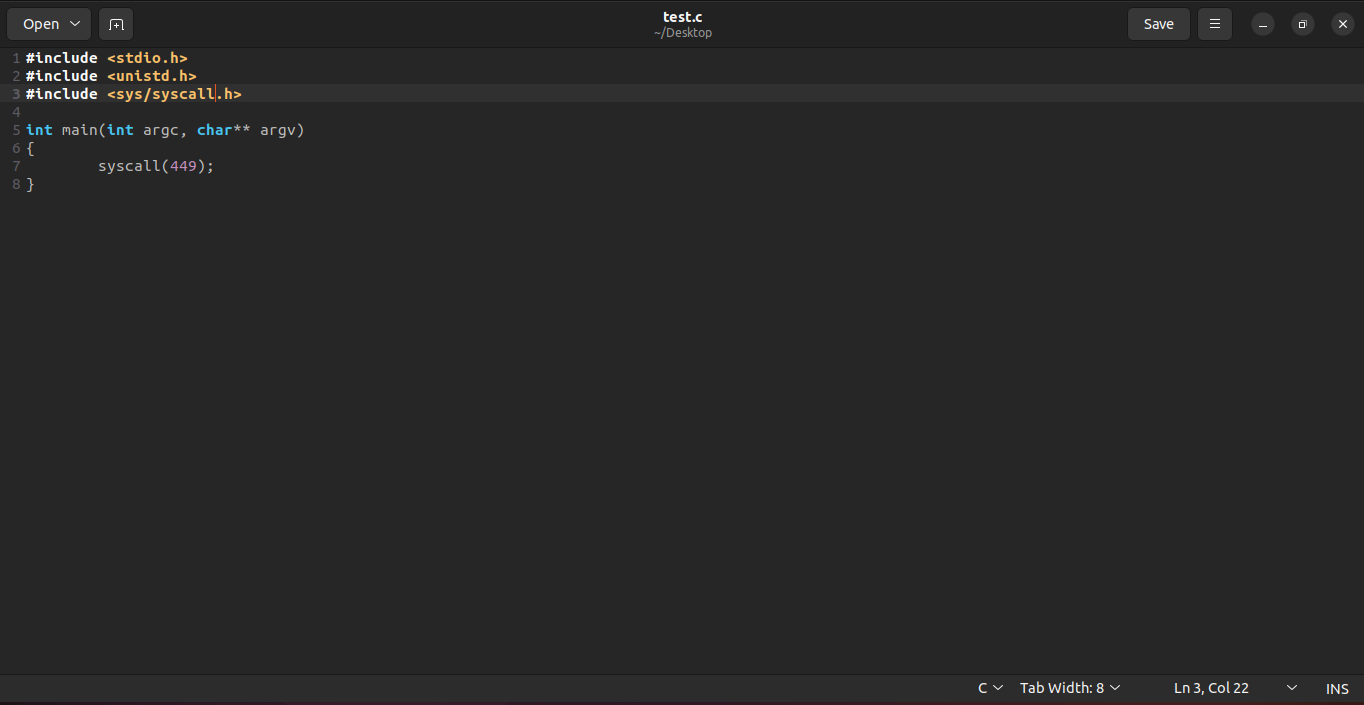 Open
test.c
~/Desktop
Save
1 #include <stdio.h>
2 #include <unistd.h>
3 #include <sys/syscall.h>
4
5 int main(int argc, char** argv)
6 {
7         syscall(449);
8 }
C Tab Width: 8 Ln 3, Col 22 INS